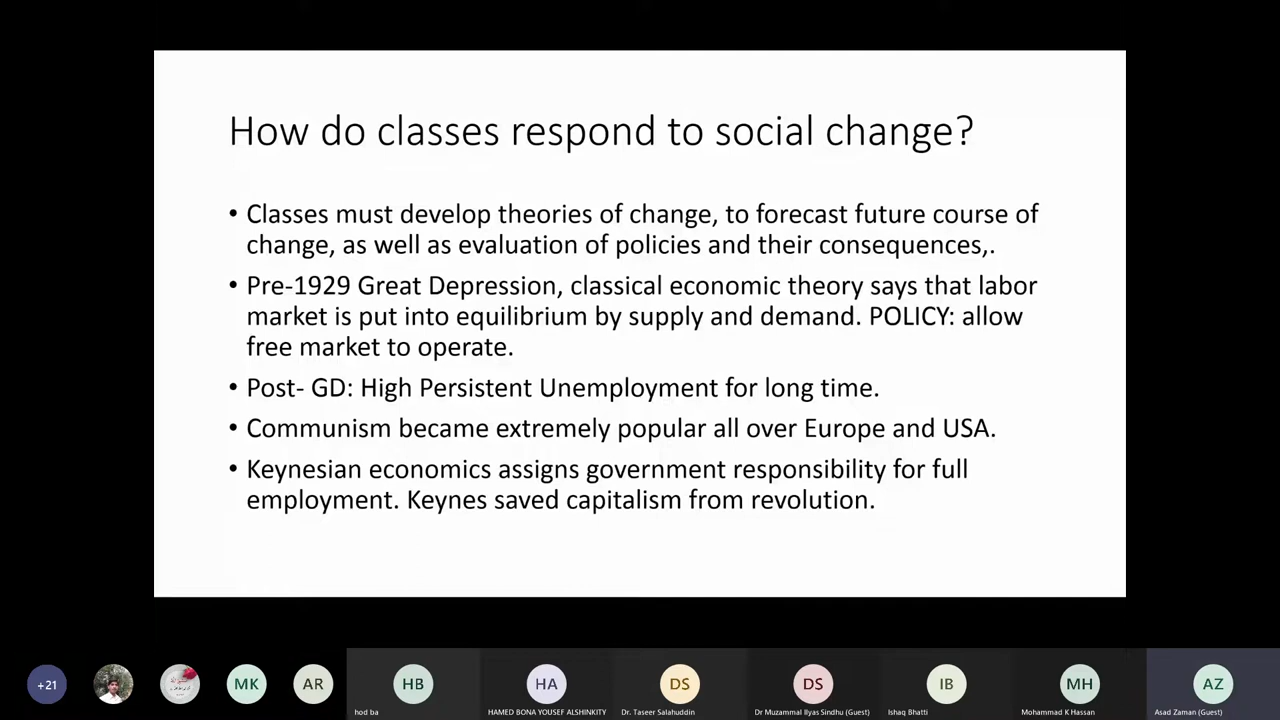 How do classes respond to social change?
• Classes must develop theories of change, to forecast future course of
change, as well as evaluation of policies and their consequences,.
• Pre-1929 Great Depression, classical economic theory says that labor
market is put into equilibrium by supply and demand. POLICY: allow
free market to operate.
• Post- GD: High Persistent Unemployment for long time.
• Communism became extremely popular all over Europe and USA.
• Keynesian economics assigns government responsibility for full
employment. Keynes saved capitalism from revolution.
+21 MK AR HB HA DS DS IB MH AZ
hod ba HAMED BONA YOUSEF ALSHINKITY Dr. Taseer Salahuddin Dr Muzammal Ilyas Sindhu (Guest) Ishaq Bhatti Mohammad K Hassan Asad Zaman (Guest)